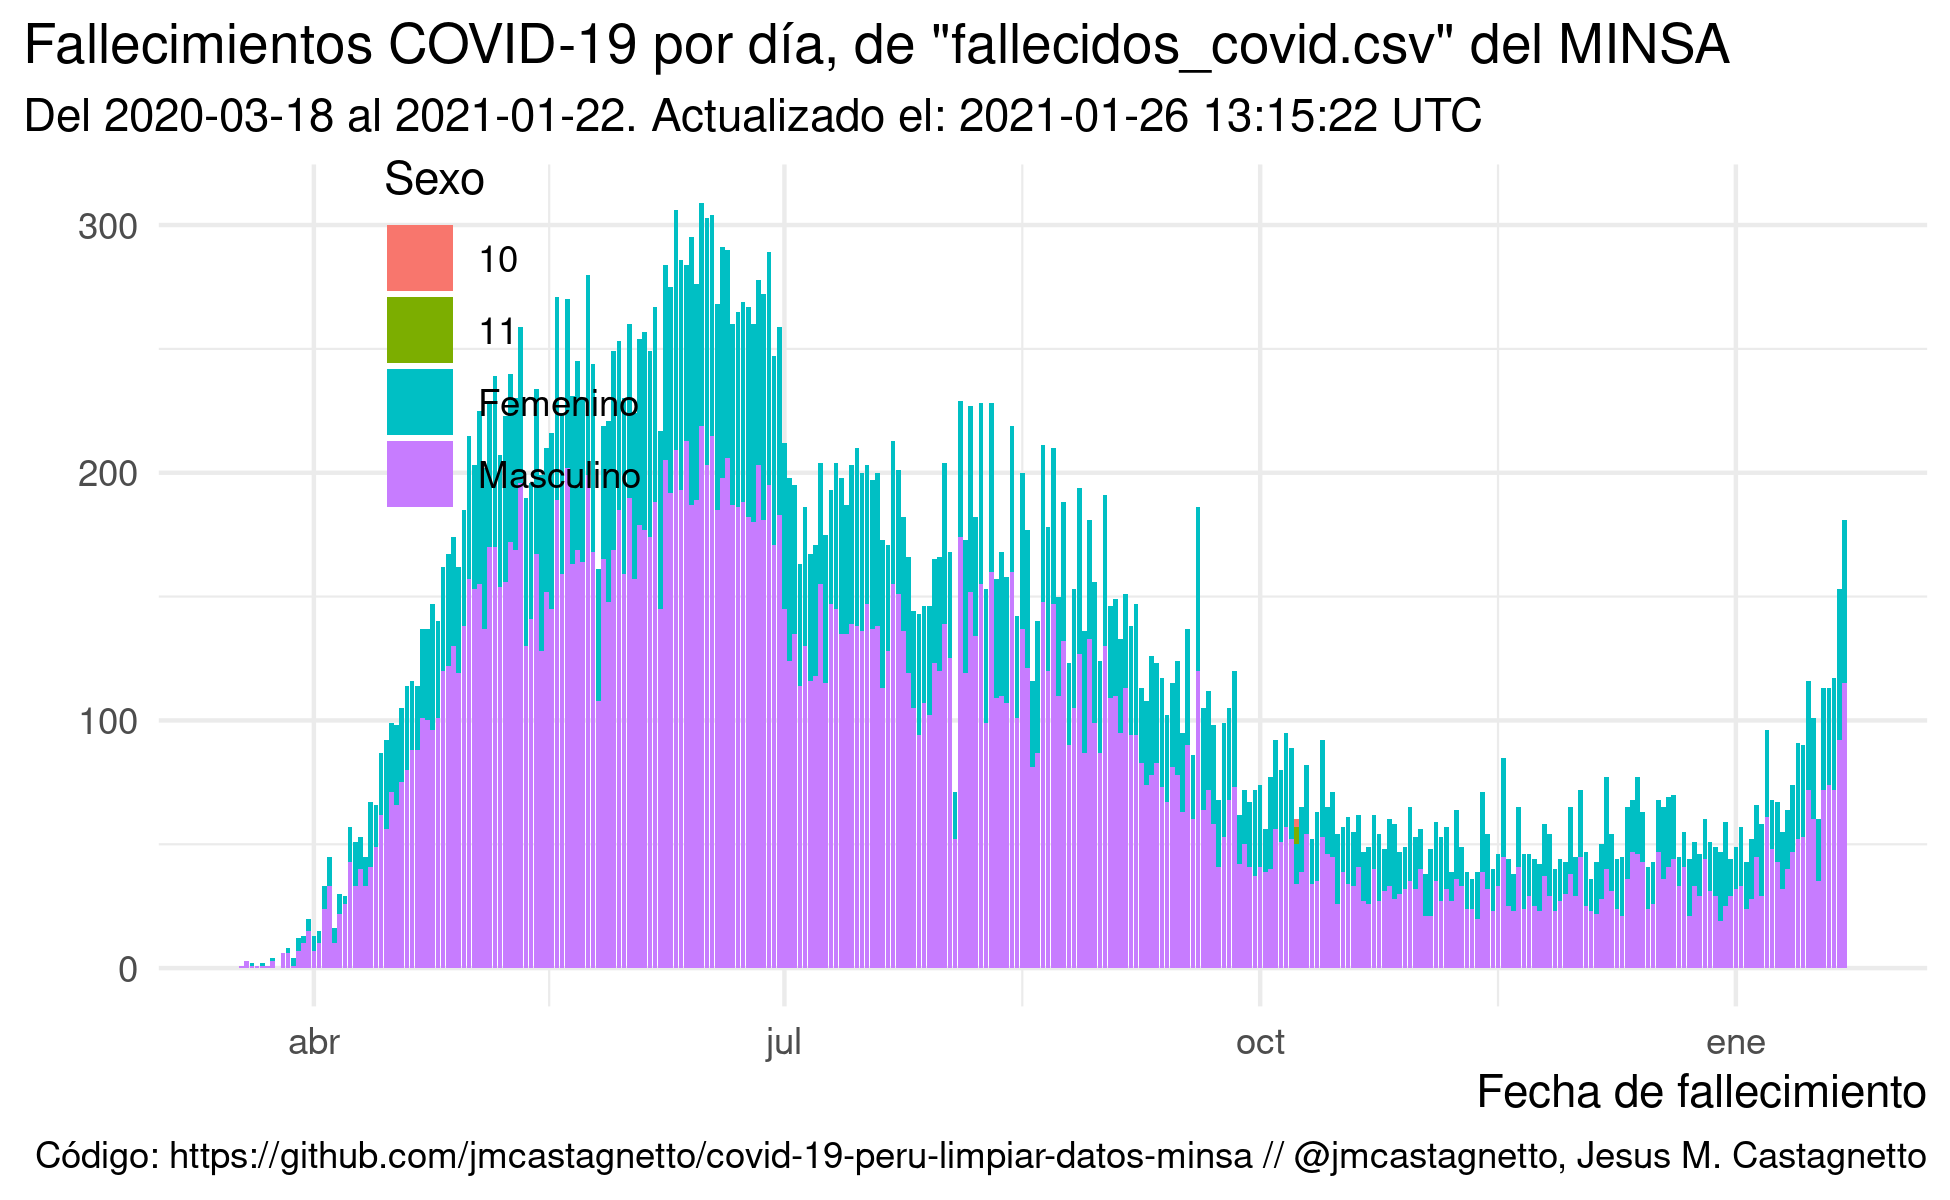 Fallecimientos COVID-19 por día, de "fallecidos_covid.csv" del MINSA
Del 2020-03-18 al 2021-01-22. Actualizado el: 2021-01-26 13:15:22 UTC
Sexo
10
11
Femenino
Masculino
300
200
100
0
abr jul oct ene
Fecha de fallecimiento
Código: https://github.com/jmcastagnetto/covid-19-peru-limpiar-datos-minsa // @jmcastagnetto, Jesus M. Castagnetto